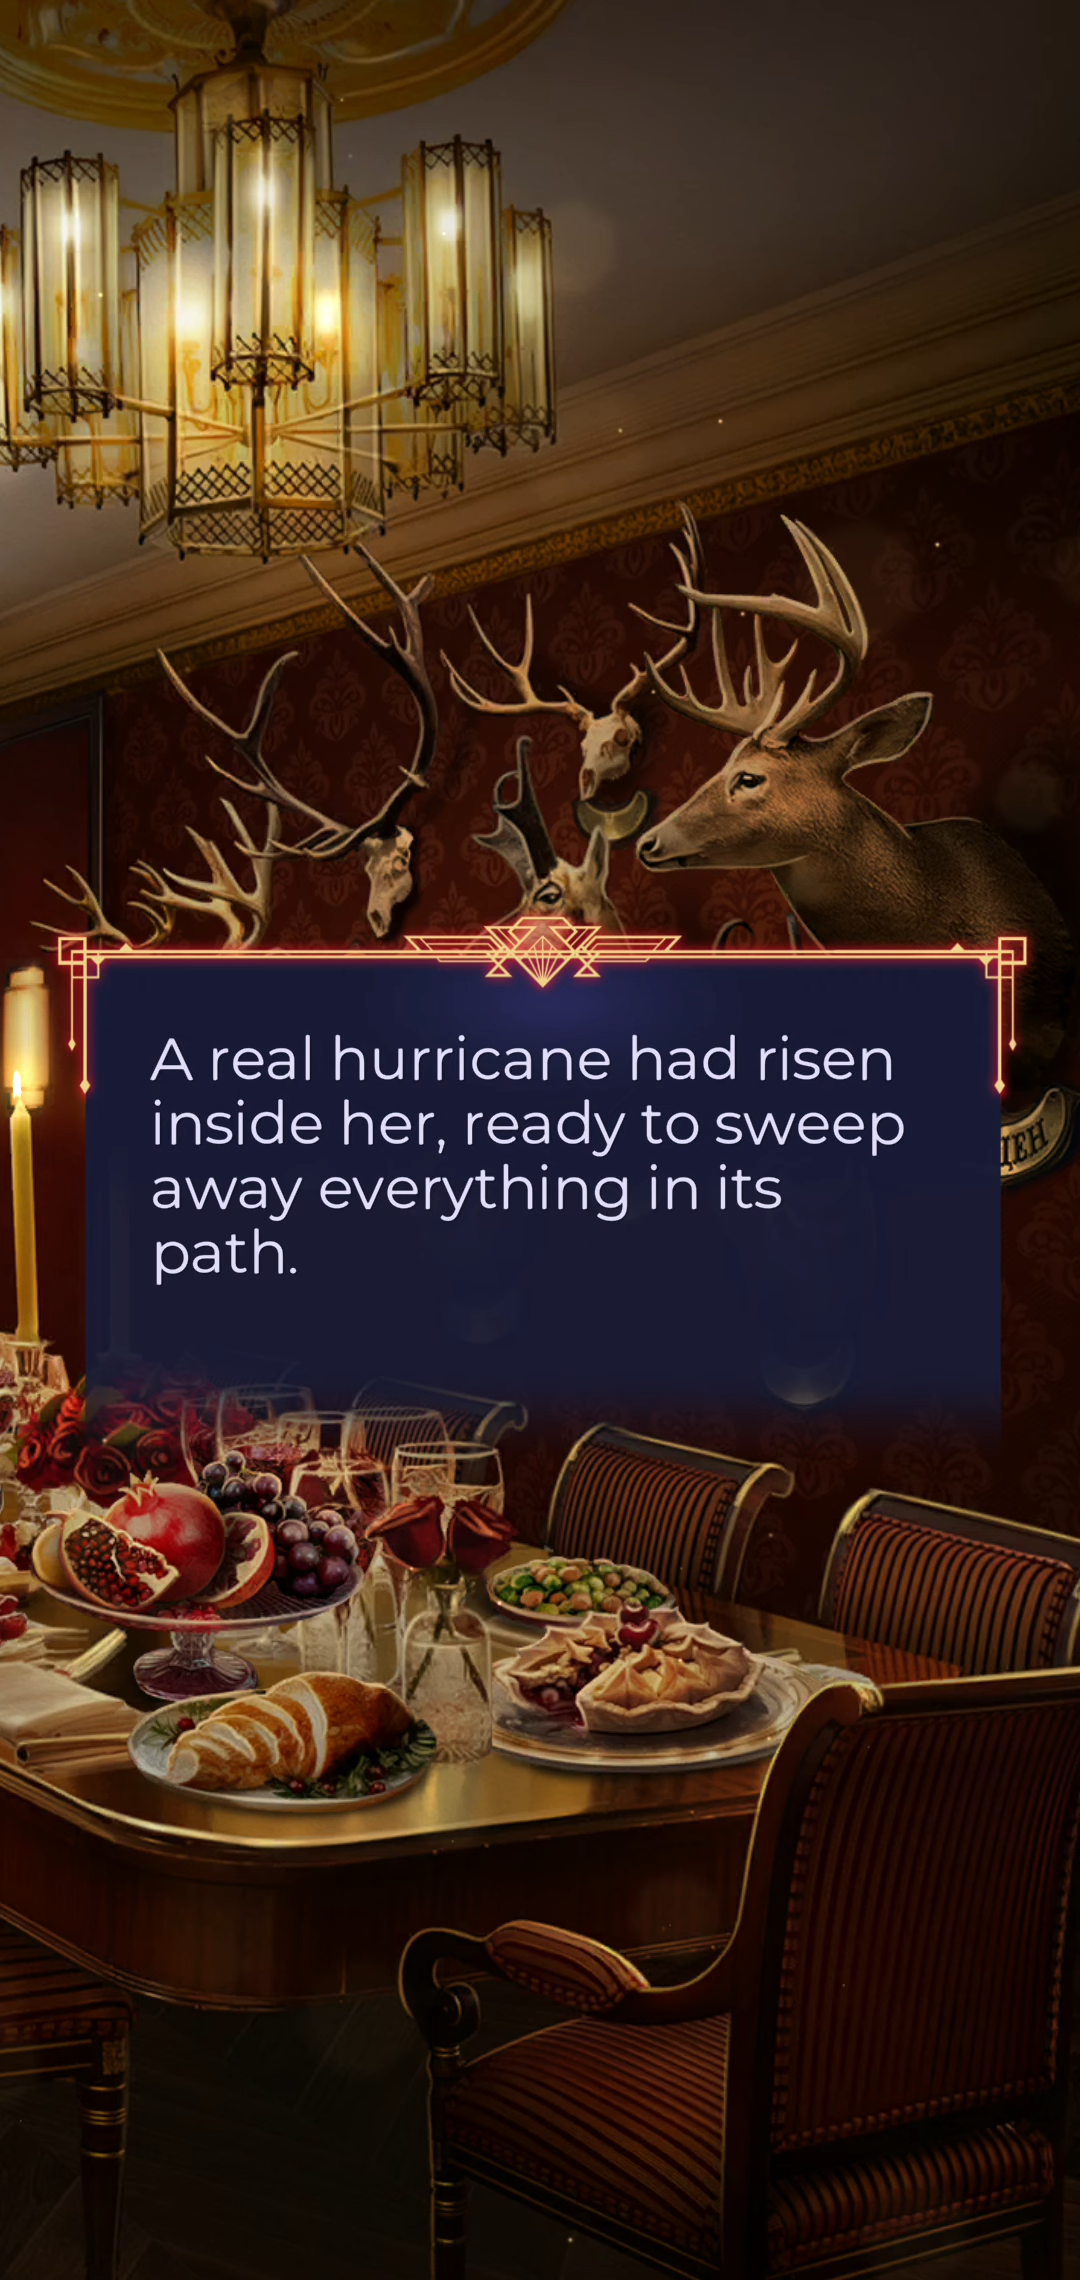 A real hurricane had risen
inside her, ready to sweep
away everything in its
path.